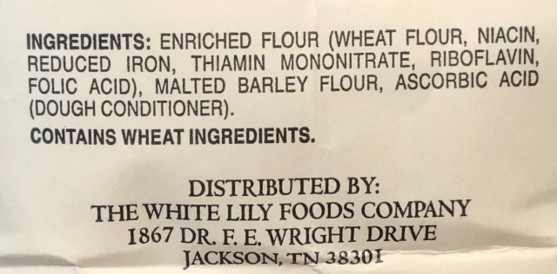 INGREDIENTS: ENRICHED FLOUR (WHEAT FLOUR, NIACIN,
REDUCED IRON, THIAMIN MONONITRATE, RIBOFLAVIN,
FOLIC ACID), MALTED BARLEY FLOUR, ASCORBIC ACID
(DOUGH CONDITIONER).
CONTAINS WHEAT INGREDIENTS.
DISTRIBUTED BY:
THE WHITE LILY FOODS COMPANY
1867 DR. F. E. WRIGHT DRIVE
JACKSON, TN 38301